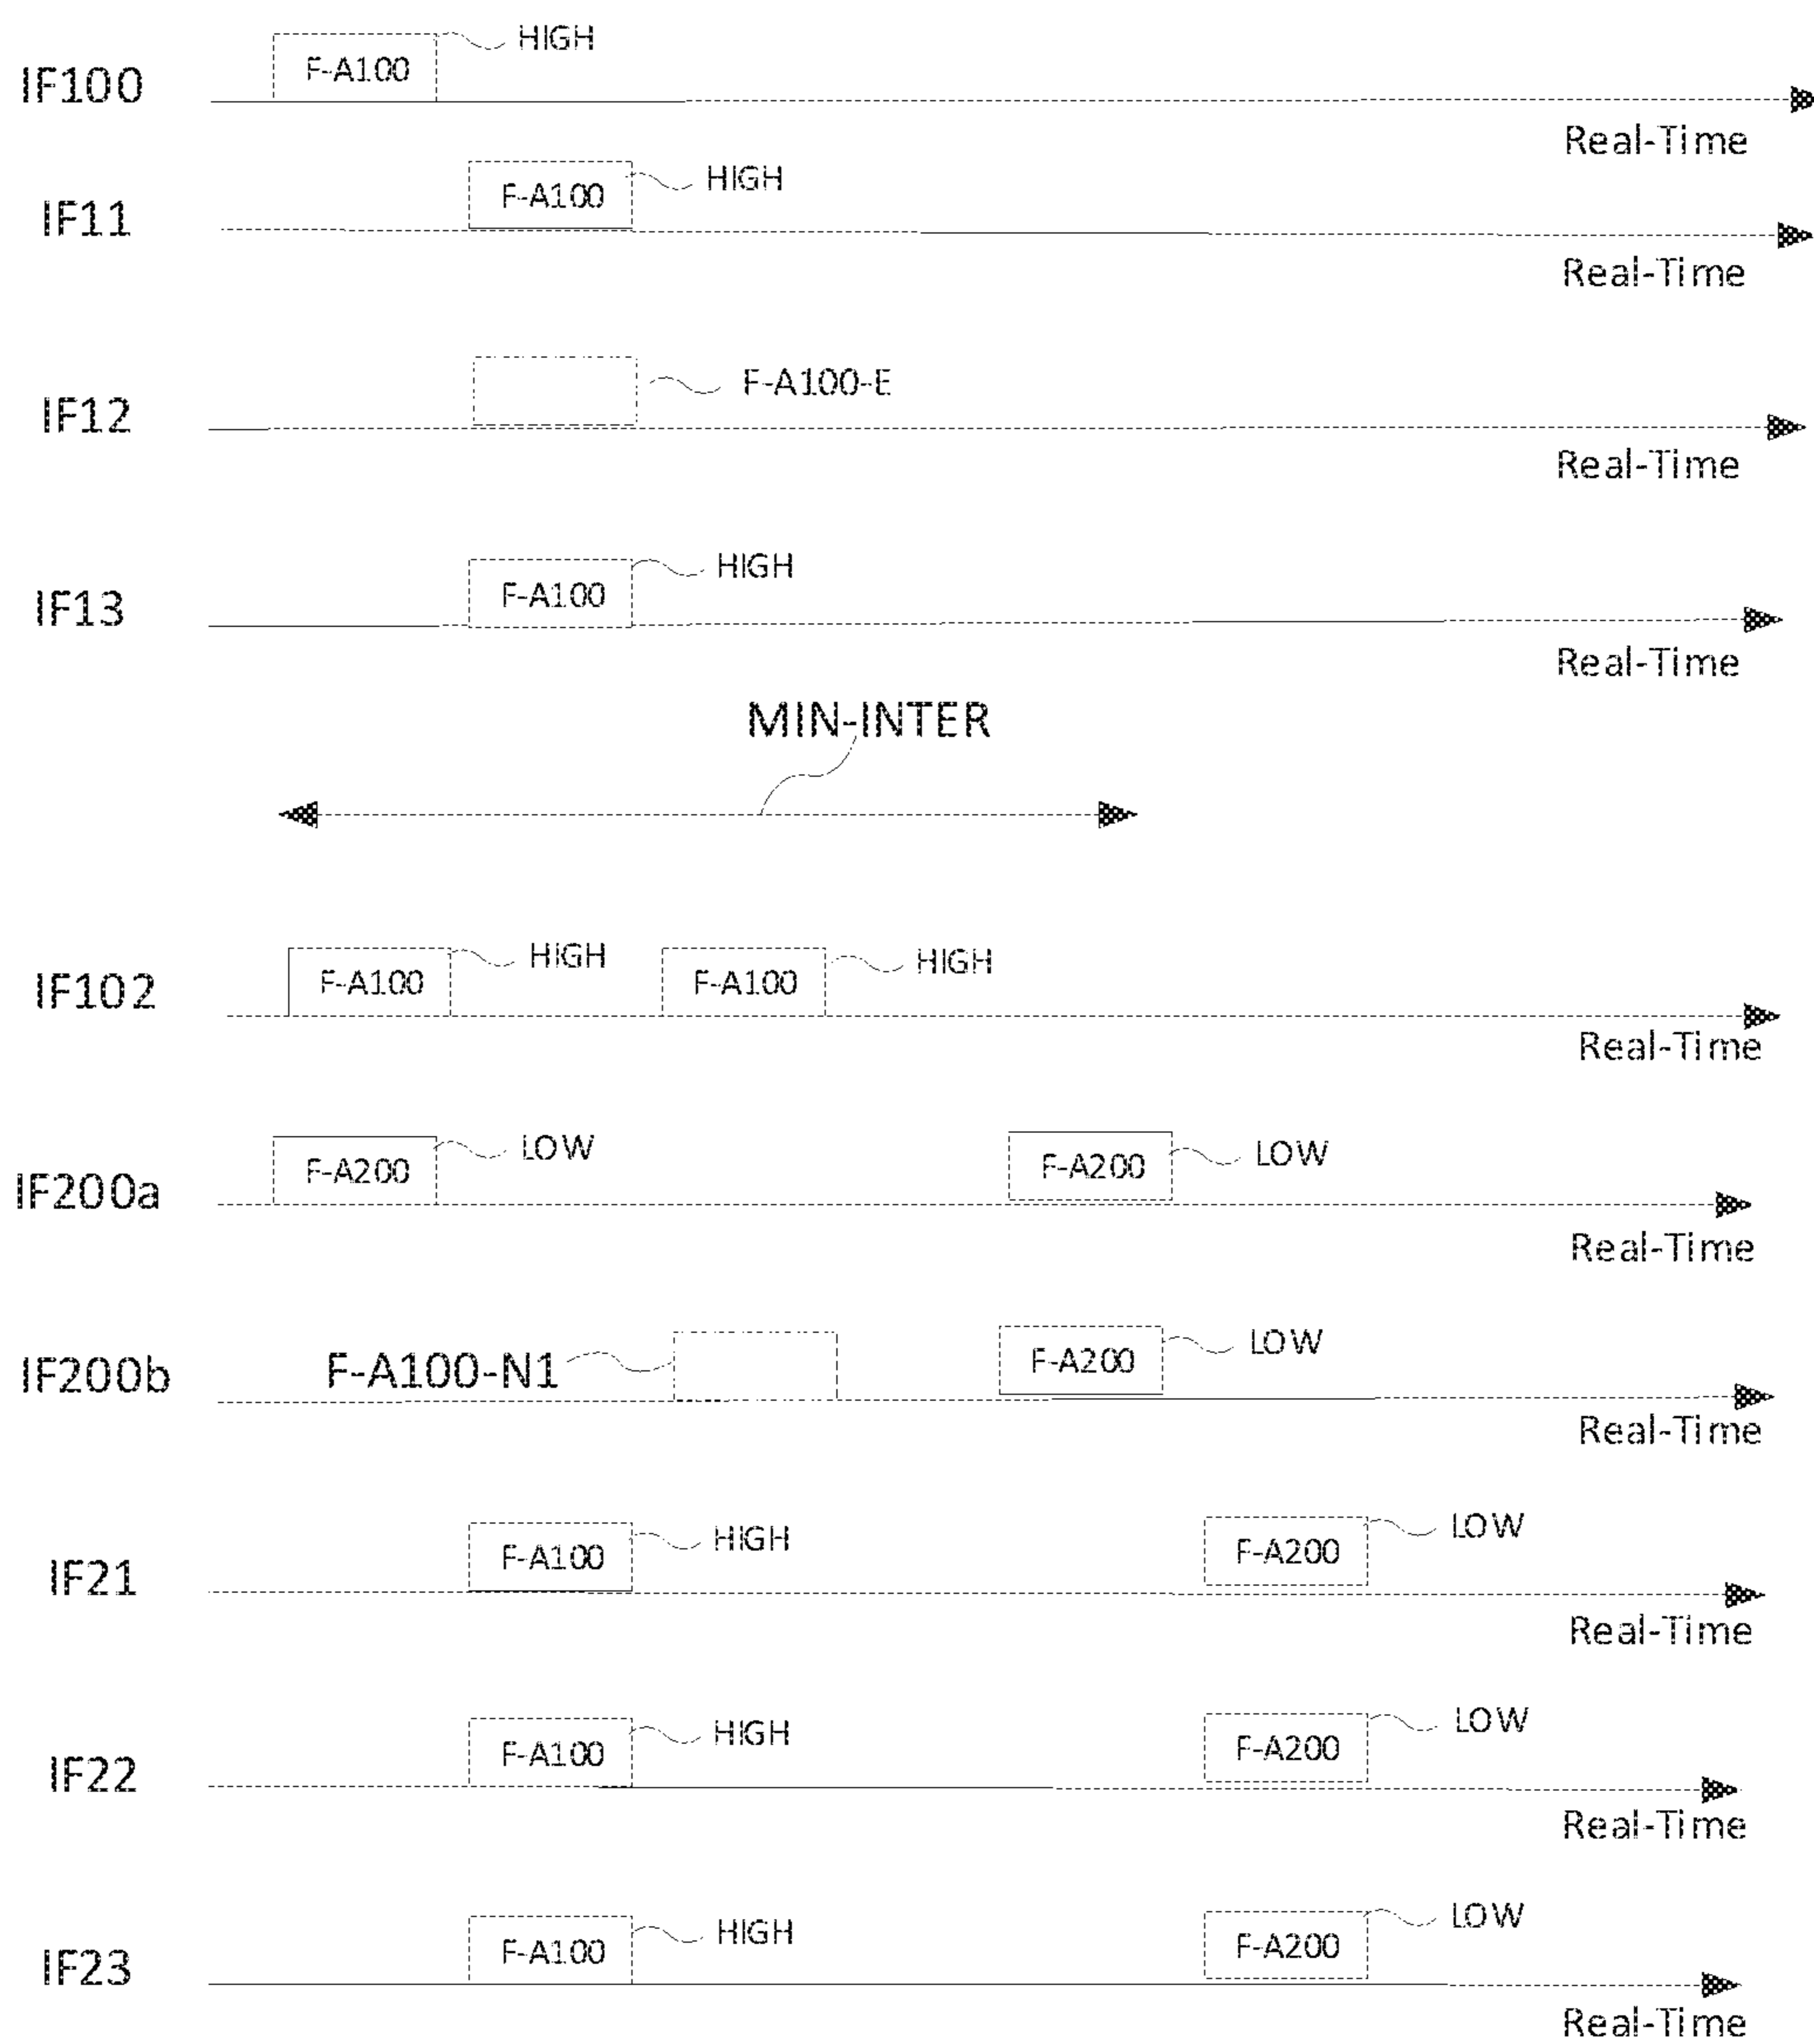 HIGH
F-A100
IF100
Real-Time
F-A100
HIGH
IF11
Real-Time
F-A100-E
IF12
Real-Time
HIGH
F-A100
IF13
Real-Time
MIN-INTER
HIGH
HIGH
F-A100
F-A100
IF102
Real-Time
LOW
LOW
F-A200
F-A200
IF200a
Real-Time
LOW
F-A200
F-A100-N1
IF200b
Real-Time
LOW
HIGH
F-A100
F-A200
IF21
Real-Time
LOW
HIGH
F-A100
F-A200
IF22
Real-Time
LOW
HIGH
F-A100
F-A200
IF23
Real-Time